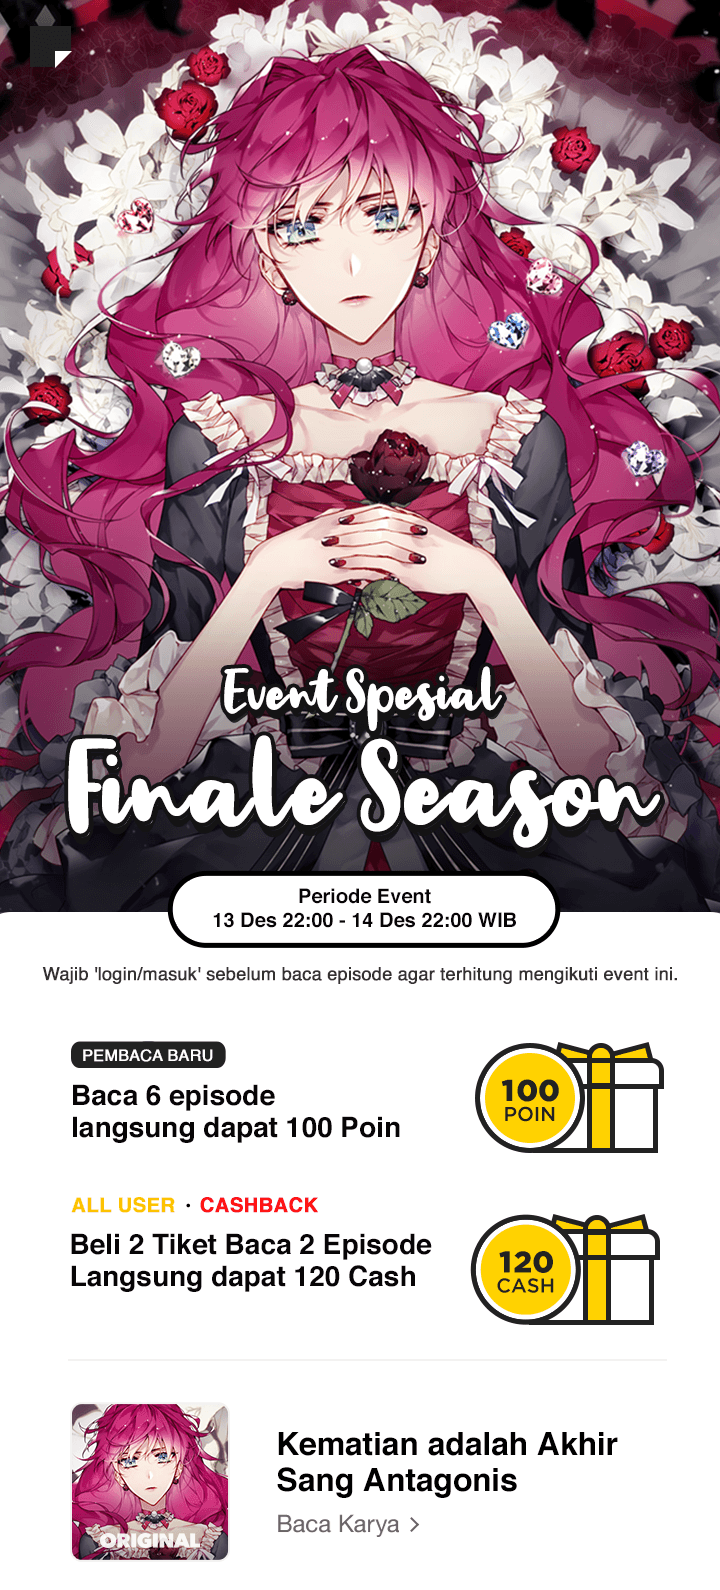 Event Spesial
Finale Season
Periode Event
13 Des 22:00 - 14 Des 22:00 WIB
Wajib 'login/masuk' sebelum baca episode agar terhitung mengikuti event ini.
PEMBACA BARU
Baca 6 episode
langsung dapat 100 Poin
100
POIN
ALL USER · CASHBACK
Beli 2 Tiket Baca 2 Episode
Langsung dapat 120 Cash
120
CASH
Kematian adalah Akhir
Sang Antagonis
Baca Karya >
ORIGINAL